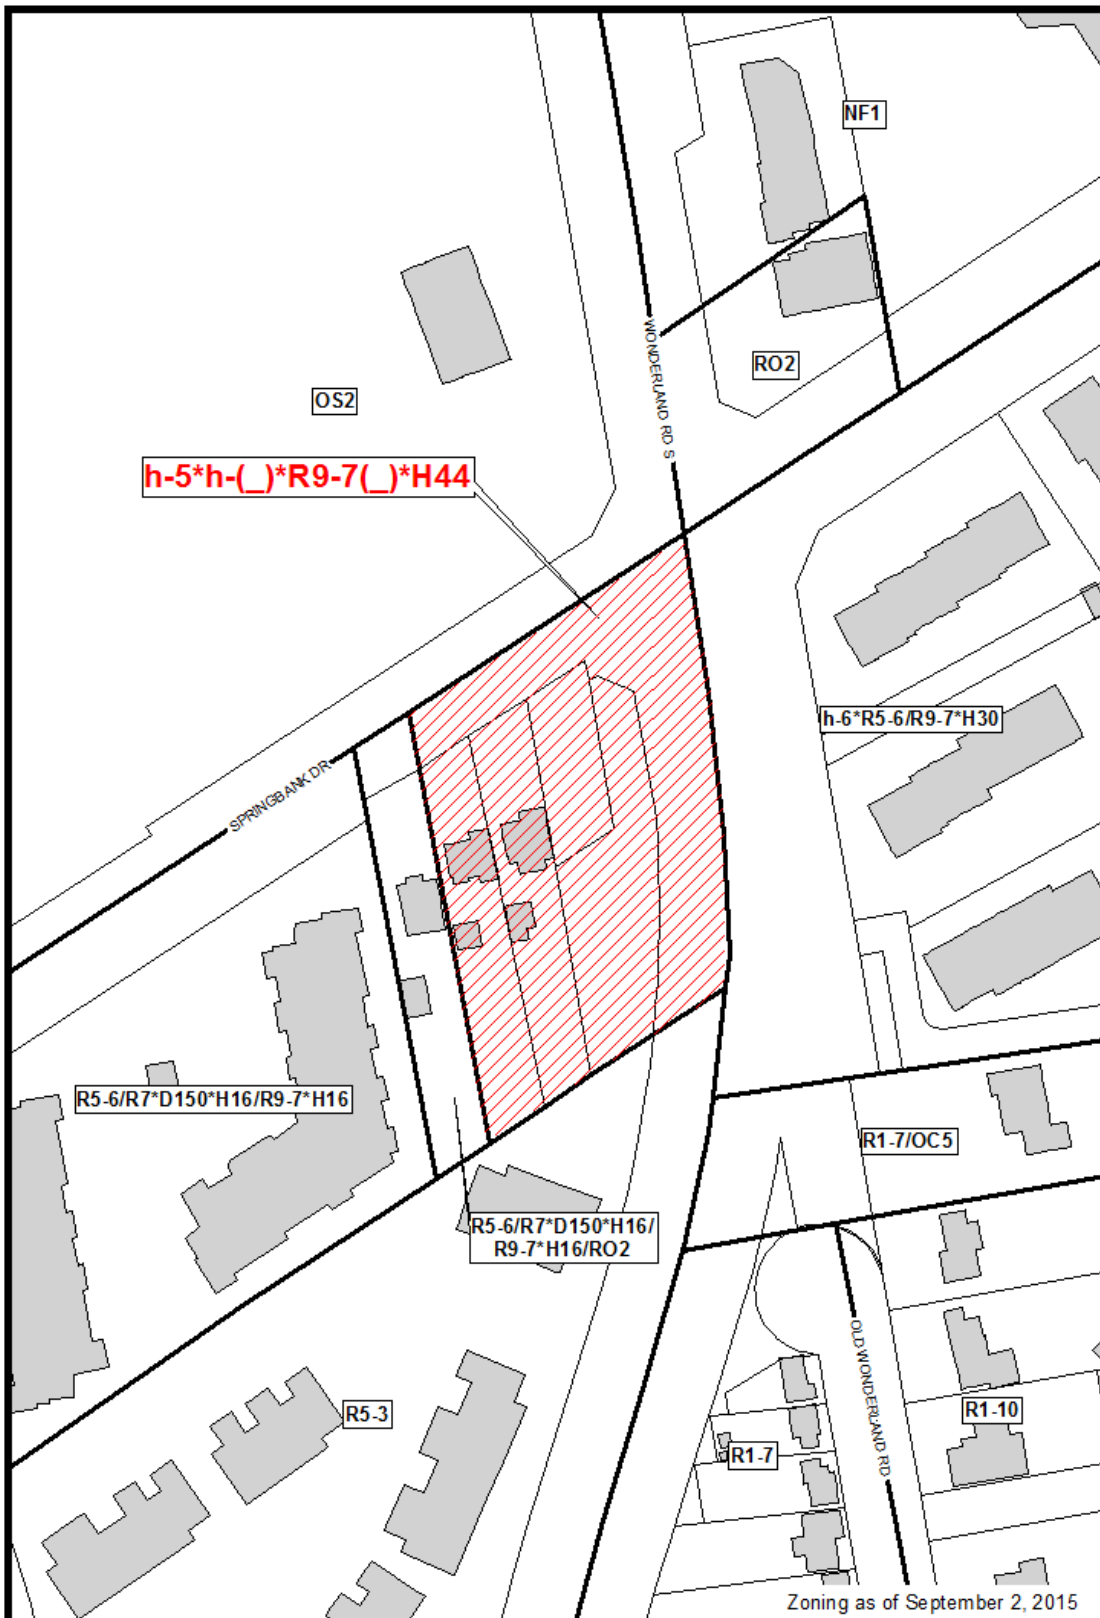 NF1
WONDERLAND RD S
RO2
OS2
h-5*h-(_)*R9-7(_)*H44
h-6*R5-6/R9-7*H30
SPRINGBANK DR
R5-6/R7*D150*H16/R9-7*H16
R1-7/OC5
R5-6/R7*D150*H16/
R9-7*H16/RO2
OLD WONDERLAND RD
R5-3
R1-10
R1-7
Zoning as of September 2, 2015